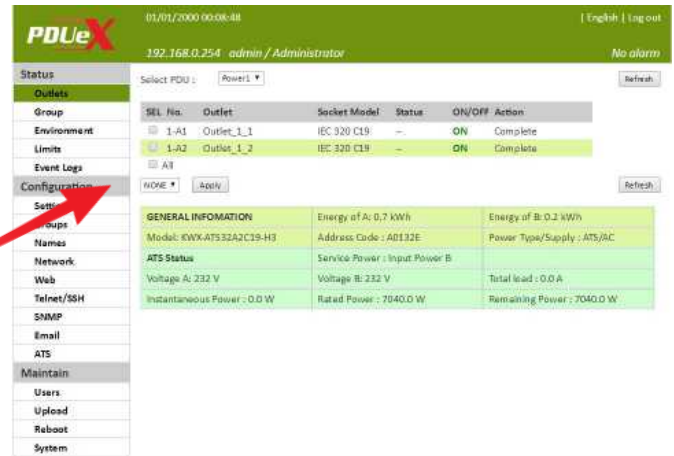 PDUeX
01/01/2000 00:08:48
[ English | Log out
192.168.0.254 admin / Administrator
No alarm
Status
Outlets
Group
Environment
Limits
Event Logs
Configuration
Names
Network
Web
Telnet/SSH
SNMP
Email
ATS
Maintain
Users
Upload
Reboot
System
Select PDU :
Power1
Refresh
SEL No. Outlet Socket Model Status ON/OFF Action
1-A1 Outlet_1_1 IEC 320 C19 -- ON Complete
1-A2 Outlet_1_2 IEC 320 C19 -- ON Complete
All
NONE
Apply
Refresh
GENERAL INFOMATION Energy of A: 0.7 kWh Energy of B: 0.2 kWh
Model: KWX-ATS32A2C19-H3 Address Code : A0132E Power Type/Supply : ATS/AC
ATS Status Service Power : Input Power B
Voltage A: 232 V Voltage B: 232 V Total load : 0.0 A
Instantaneous Power : 0.0 W Rated Power : 7040.0 W Remaining Power : 7040.0 W